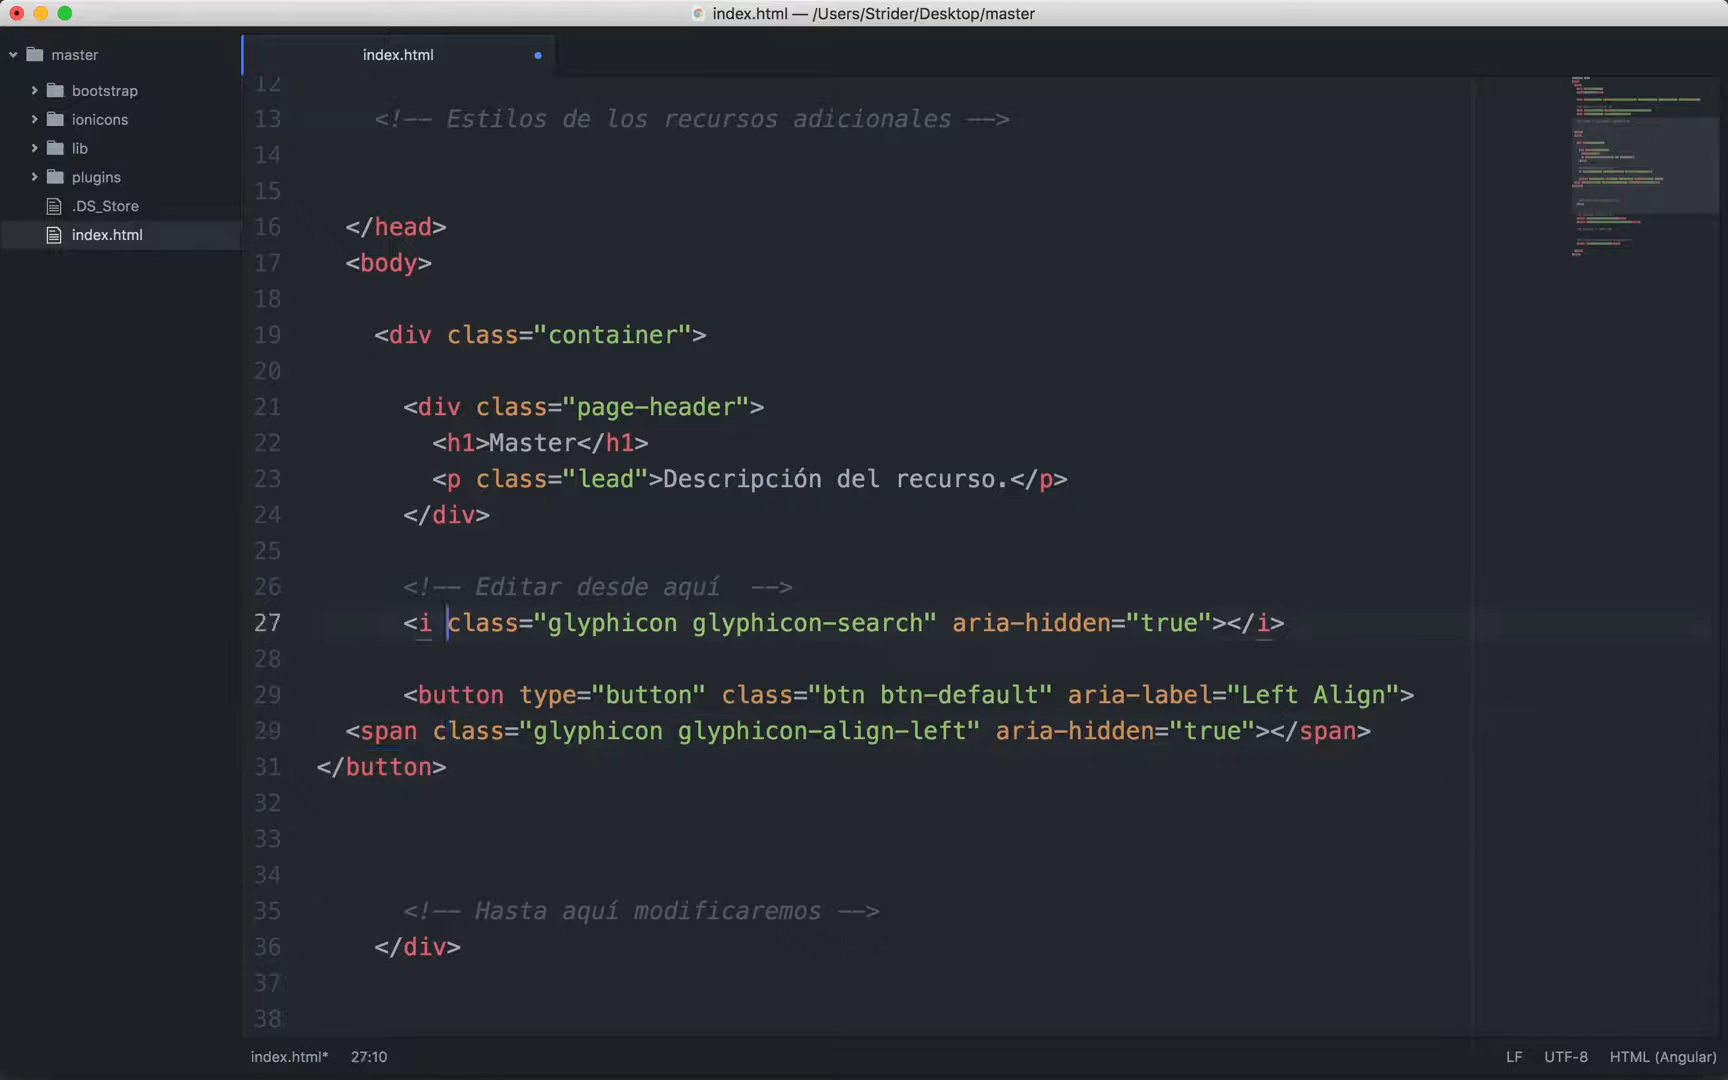 index.html — /Users/Strider/Desktop/master
master
bootstrap
ionicons
lib
plugins
.DS_Store
index.html
index.html
12
13 <!-- Estilos de los recursos adicionales -->
14
15
16 </head>
17 <body>
18
19 <div class="container">
20
21 <div class="page-header">
22 <h1>Master</h1>
23 <p class="lead">Descripción del recurso.</p>
24 </div>
25
26 <!-- Editar desde aquí  -->
27 <i class="glyphicon glyphicon-search" aria-hidden="true"></i>
28
29 <button type="button" class="btn btn-default" aria-label="Left Align">
30 <span class="glyphicon glyphicon-align-left" aria-hidden="true"></span>
31 </button>
32
33
34
35 <!-- Hasta aquí modificaremos -->
36 </div>
37
38
index.html* 27:10 LF UTF-8 HTML (Angular)